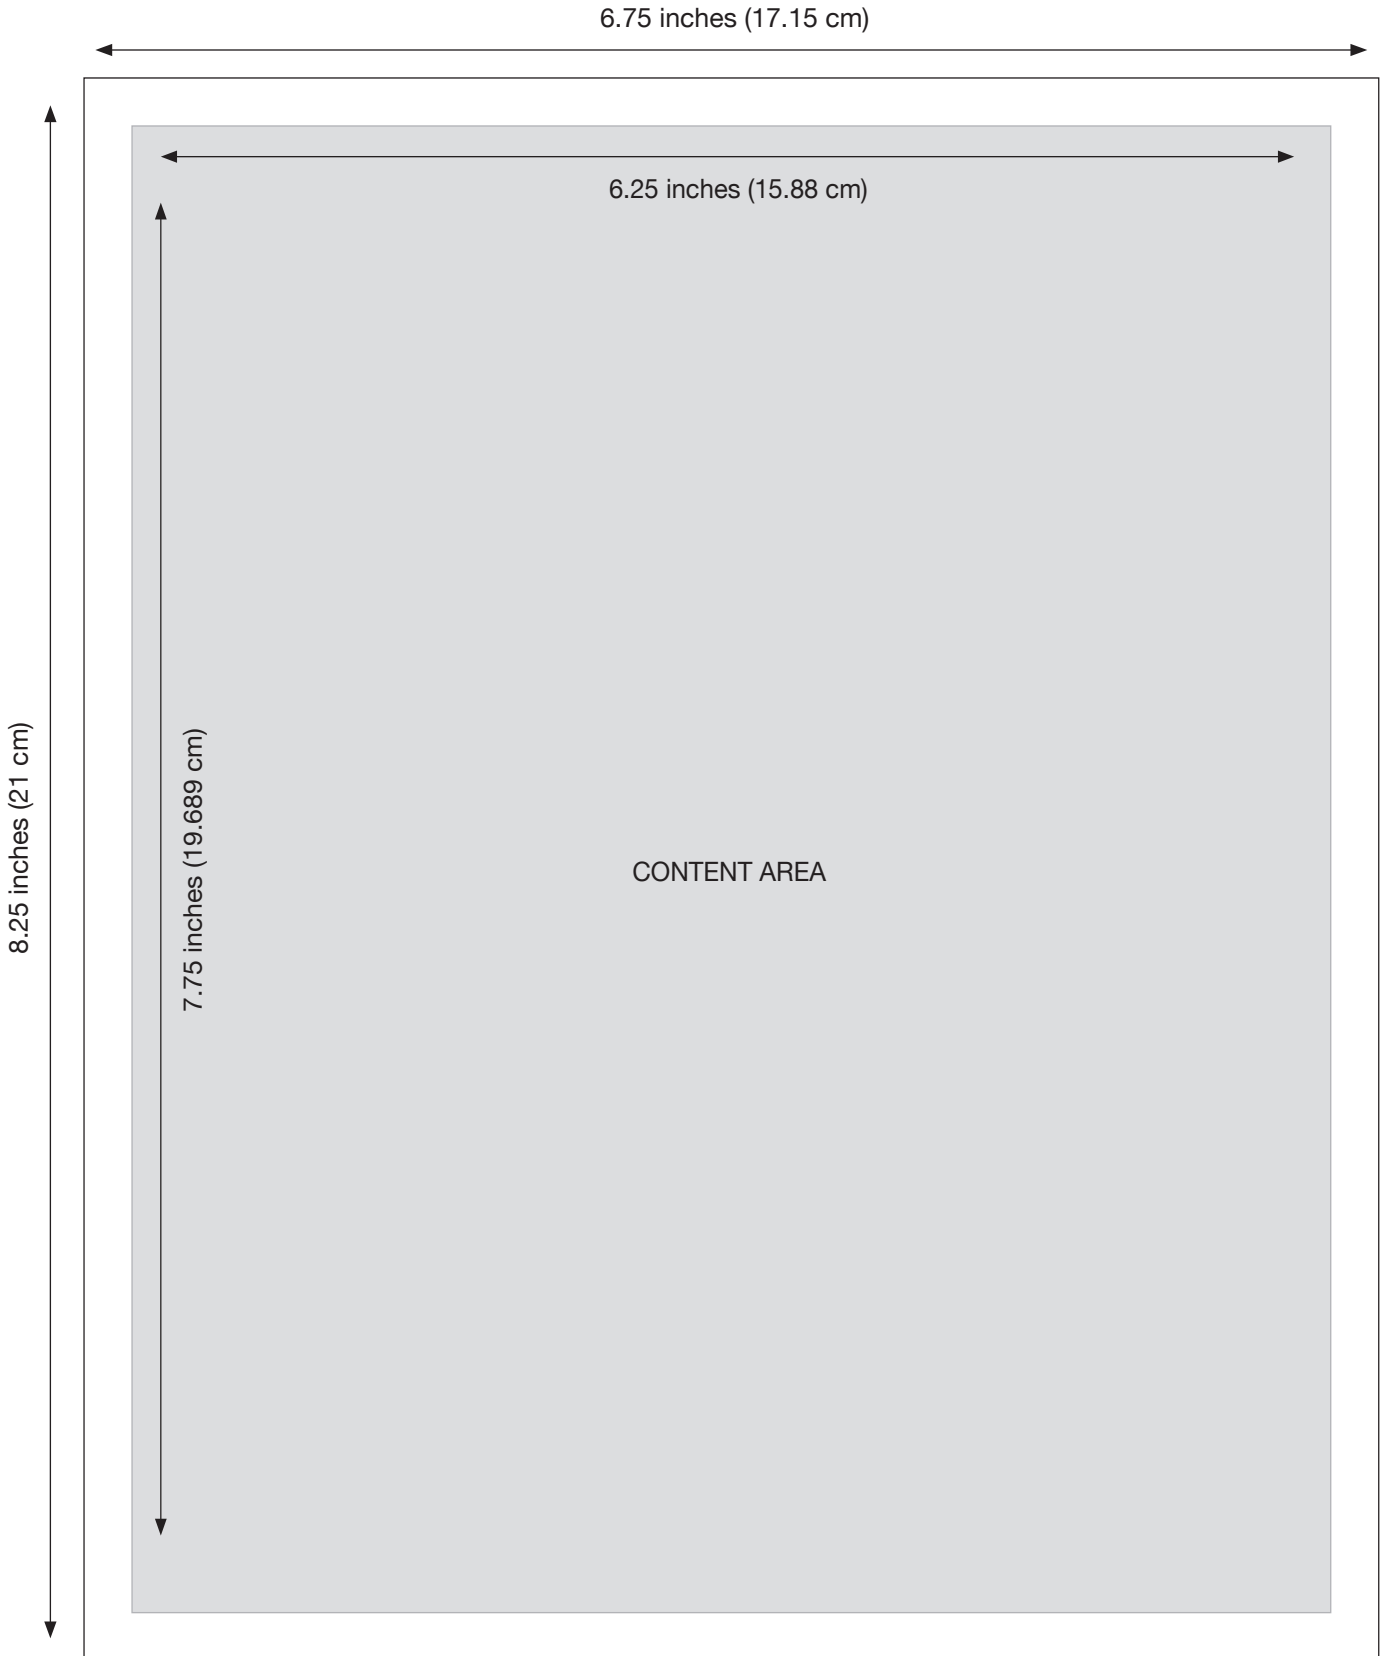 6.75 inches (17.15 cm)
6.25 inches (15.88 cm)
8.25 inches (21 cm)
7.75 inches (19.689 cm)
CONTENT AREA